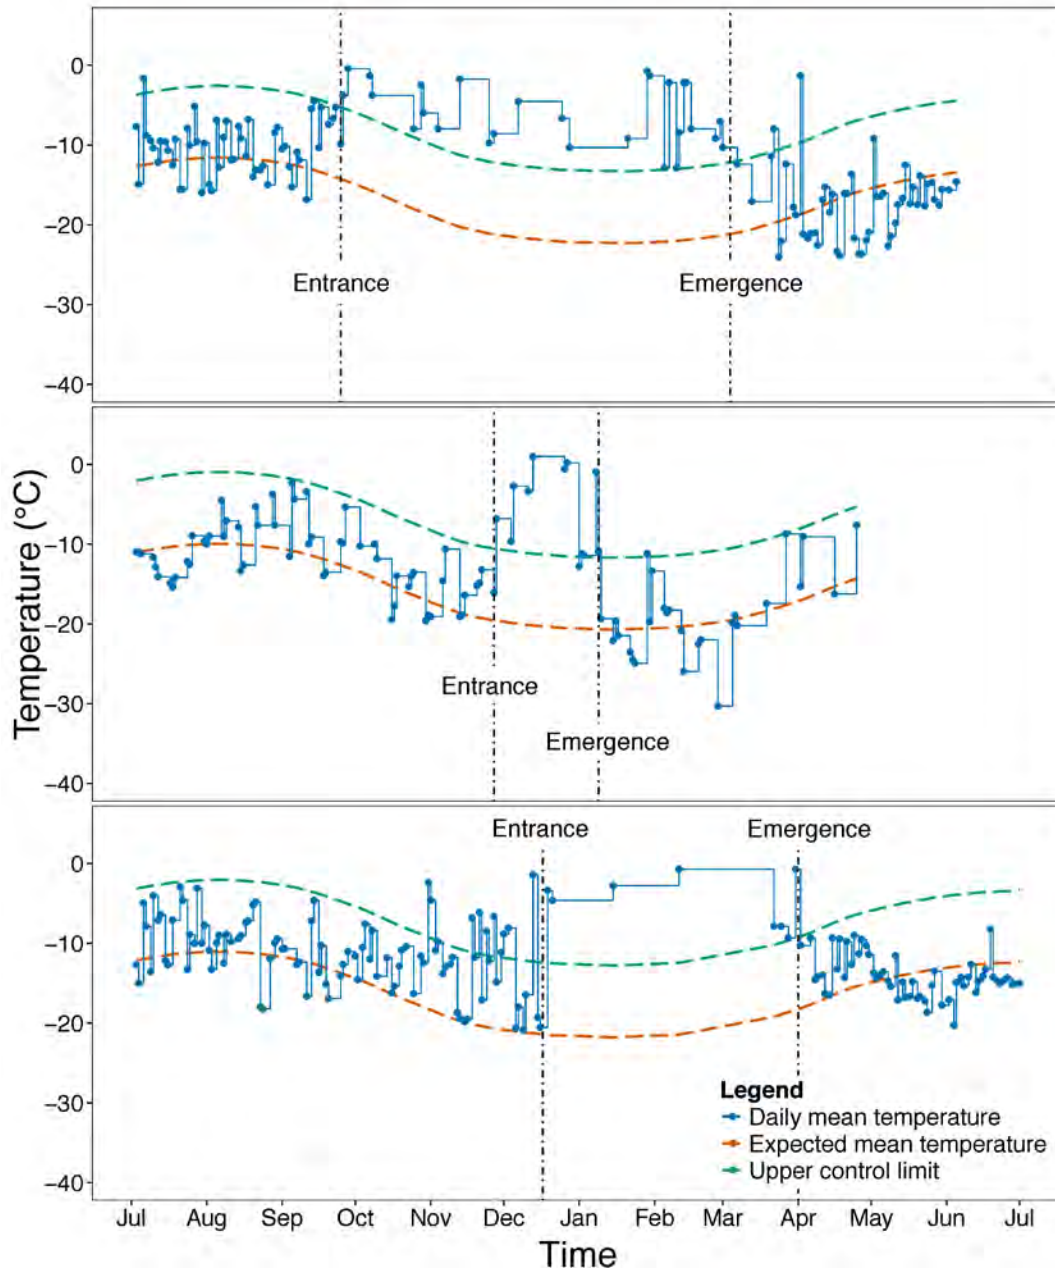 0
−10
−20
−30
−40
Entrance
Emergence
0
−10
−20
−30
−40
Entrance
Emergence
Temperature (°C)
0
−10
−20
−30
−40
Entrance
Emergence
Legend
Daily mean temperature
Expected mean temperature
Upper control limit
Jul Aug Sep Oct Nov Dec Jan Feb Mar Apr May Jun Jul
Time